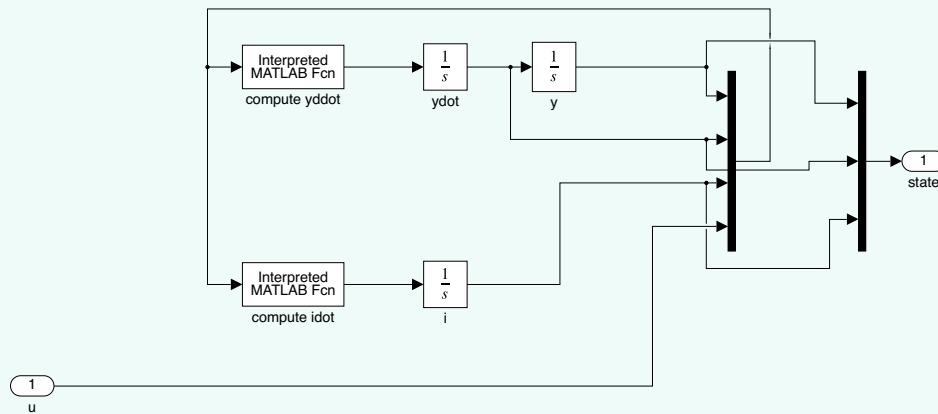 Interpreted
MATLAB Fcn
compute yddot
1
s
ydot
1
s
y
1
state
Interpreted
MATLAB Fcn
compute idot
1
s
i
1
u